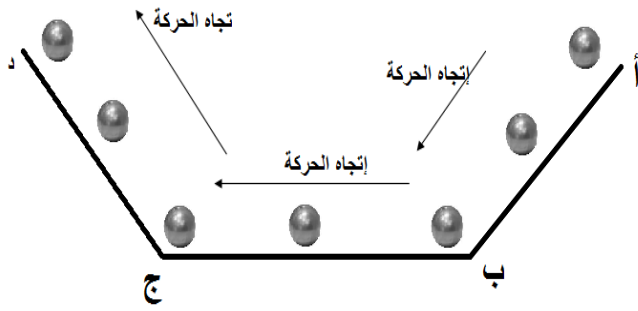 تجاه الحركة
إتجاه الحركة
إتجاه الحركة
أ
ب
ج
د